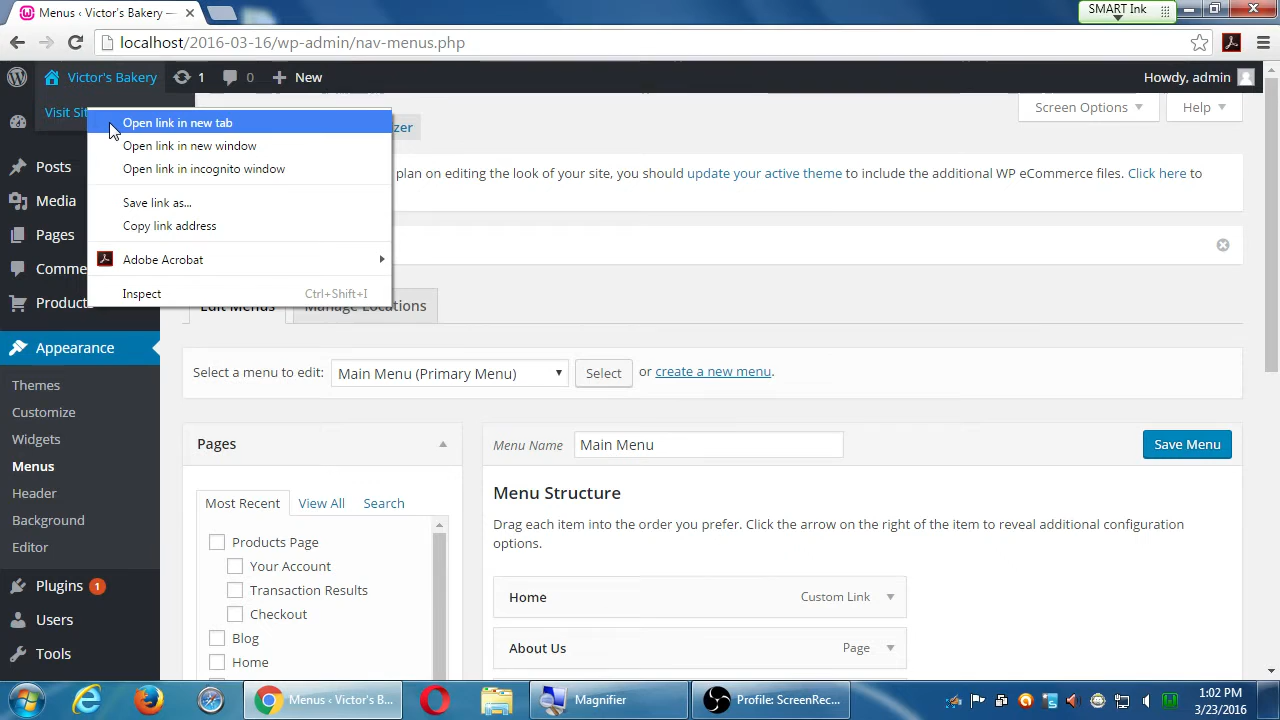 Menus ‹ Victor's Bakery —
SMART Ink
localhost/2016-03-16/wp-admin/nav-menus.php
Victor's Bakery 1 0 New Howdy, admin
Visit Sit
Screen Options Help
Open link in new tab
Open link in new window
Open link in incognito window
Save link as...
Copy link address
Adobe Acrobat
Inspect Ctrl+Shift+I
plan on editing the look of your site, you should update your active theme to include the additional WP eCommerce files. Click here to
Posts
Media
Pages
Comme
Product
Appearance
Themes
Customize
Widgets
Menus
Header
Background
Editor
Plugins 1
Users
Tools
Edit Menus Manage Locations
Select a menu to edit: Main Menu (Primary Menu) Select or create a new menu.
Pages
Most Recent View All Search
Products Page
Your Account
Transaction Results
Checkout
Blog
Home
Menu Name Main Menu Save Menu
Menu Structure
Drag each item into the order you prefer. Click the arrow on the right of the item to reveal additional configuration
options.
Home Custom Link
About Us Page
Menus ‹ Victor's B... Magnifier Profile: ScreenRec...
1:02 PM
3/23/2016